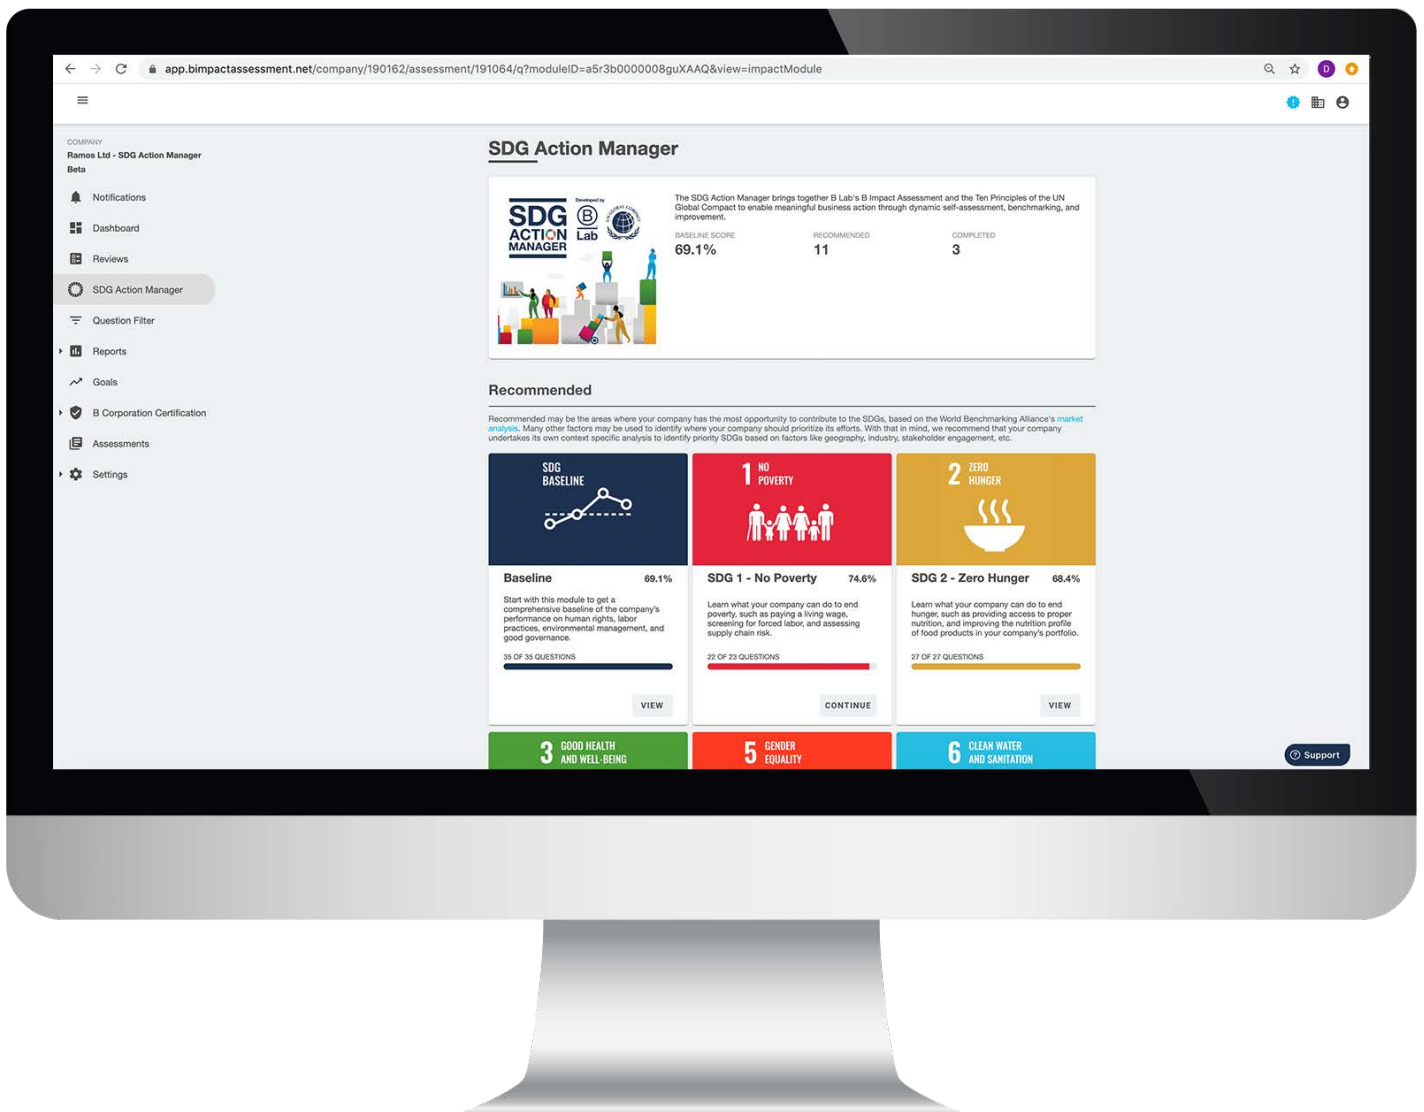 app.bimpactassessment.net/company/190162/assessment/191064/q?moduleID=a5r3b0000008guXAAQ&view=impactModule
D
COMPANY
Ramos Ltd - SDG Action Manager
Beta
Notifications
Dashboard
Reviews
SDG Action Manager
Question Filter
Reports
Goals
B Corporation Certification
Assessments
Settings
SDG Action Manager
SDG
ACTION
MANAGER
Developed by
B
Lab
UN GLOBAL COMPACT
The SDG Action Manager brings together B Lab's B Impact Assessment and the Ten Principles of the UN
Global Compact to enable meaningful business action through dynamic self-assessment, benchmarking, and
improvement.
BASELINE SCORE RECOMMENDED COMPLETED
69.1% 11 3
Recommended
Recommended may be the areas where your company has the most opportunity to contribute to the SDGs, based on the World Benchmarking Alliance's market
analysis. Many other factors may be used to identify where your company should prioritize its efforts. With that in mind, we recommend that your company
undertakes its own context specific analysis to identify priority SDGs based on factors like geography, industry, stakeholder engagement, etc.
SDG
BASELINE
Baseline 69.1%
Start with this module to get a
comprehensive baseline of the company's
performance on human rights, labor
practices, environmental management, and
good governance.
35 OF 35 QUESTIONS
VIEW
1 NO
POVERTY
SDG 1 - No Poverty 74.6%
Learn what your company can do to end
poverty, such as paying a living wage,
screening for forced labor, and assessing
supply chain risk.
22 OF 23 QUESTIONS
CONTINUE
2 ZERO
HUNGER
SDG 2 - Zero Hunger 68.4%
Learn what your company can do to end
hunger, such as providing access to proper
nutrition, and improving the nutrition profile
of food products in your company's portfolio.
27 OF 27 QUESTIONS
VIEW
3 GOOD HEALTH
AND WELL-BEING
5 GENDER
EQUALITY
6 CLEAN WATER
AND SANITATION
Support